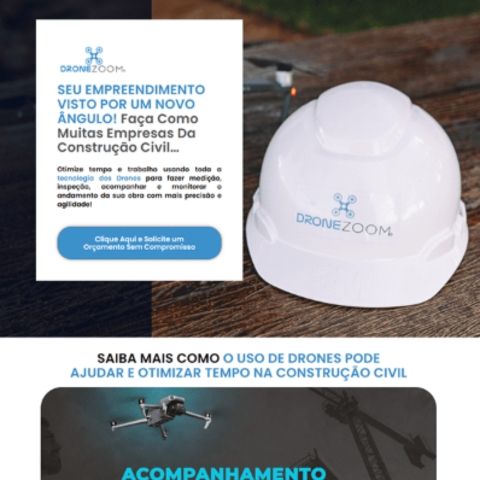 DRONEZOOM
SEU EMPREENDIMENTO
VISTO POR UM NOVO
ÂNGULO! Faça Como
Muitas Empresas Da
Construção Civil...
Otimize tempo e trabalho usando toda a
tecnologia dos Drones para fazer medição,
inspeção, acompanhar e monitorar o
andamento da sua obra com mais precisão e
agilidade!
Clique Aqui e Solicite um
Orçamento Sem Compromisso
DRONEZOOM
SAIBA MAIS COMO O USO DE DRONES PODE
AJUDAR E OTIMIZAR TEMPO NA CONSTRUÇÃO CIVIL
ACOMPANHAMENTO